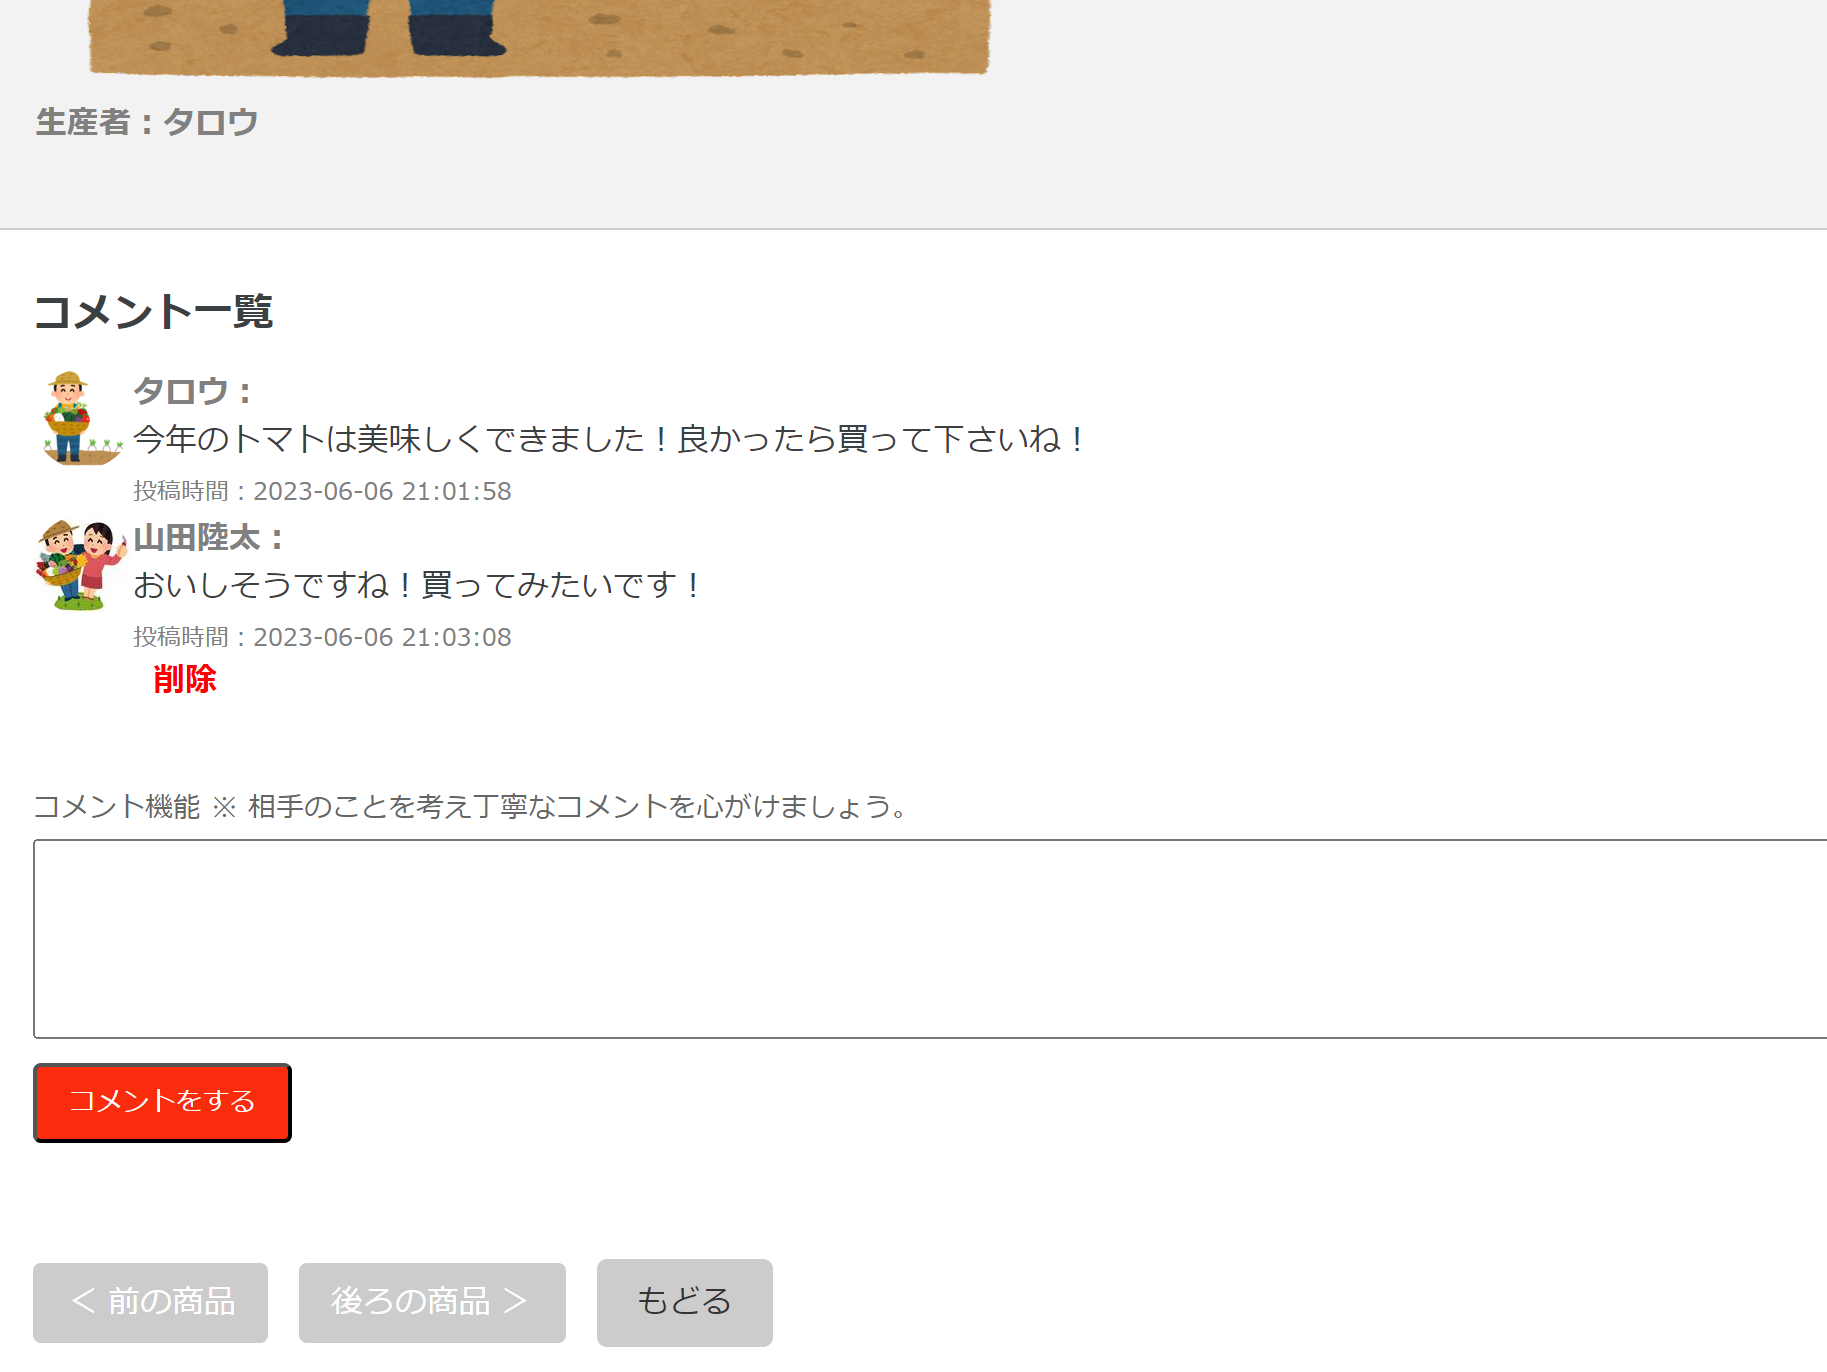 生産者：タロウ
コメント一覧
タロウ：
今年のトマトは美味しくできました！良かったら買って下さいね！
投稿時間：2023-06-06 21:01:58
山田陸太：
おいしそうですね！買ってみたいです！
投稿時間：2023-06-06 21:03:08
削除
コメント機能 ※ 相手のことを考え丁寧なコメントを心がけましょう。
コメントをする
＜ 前の商品
後ろの商品 ＞
もどる